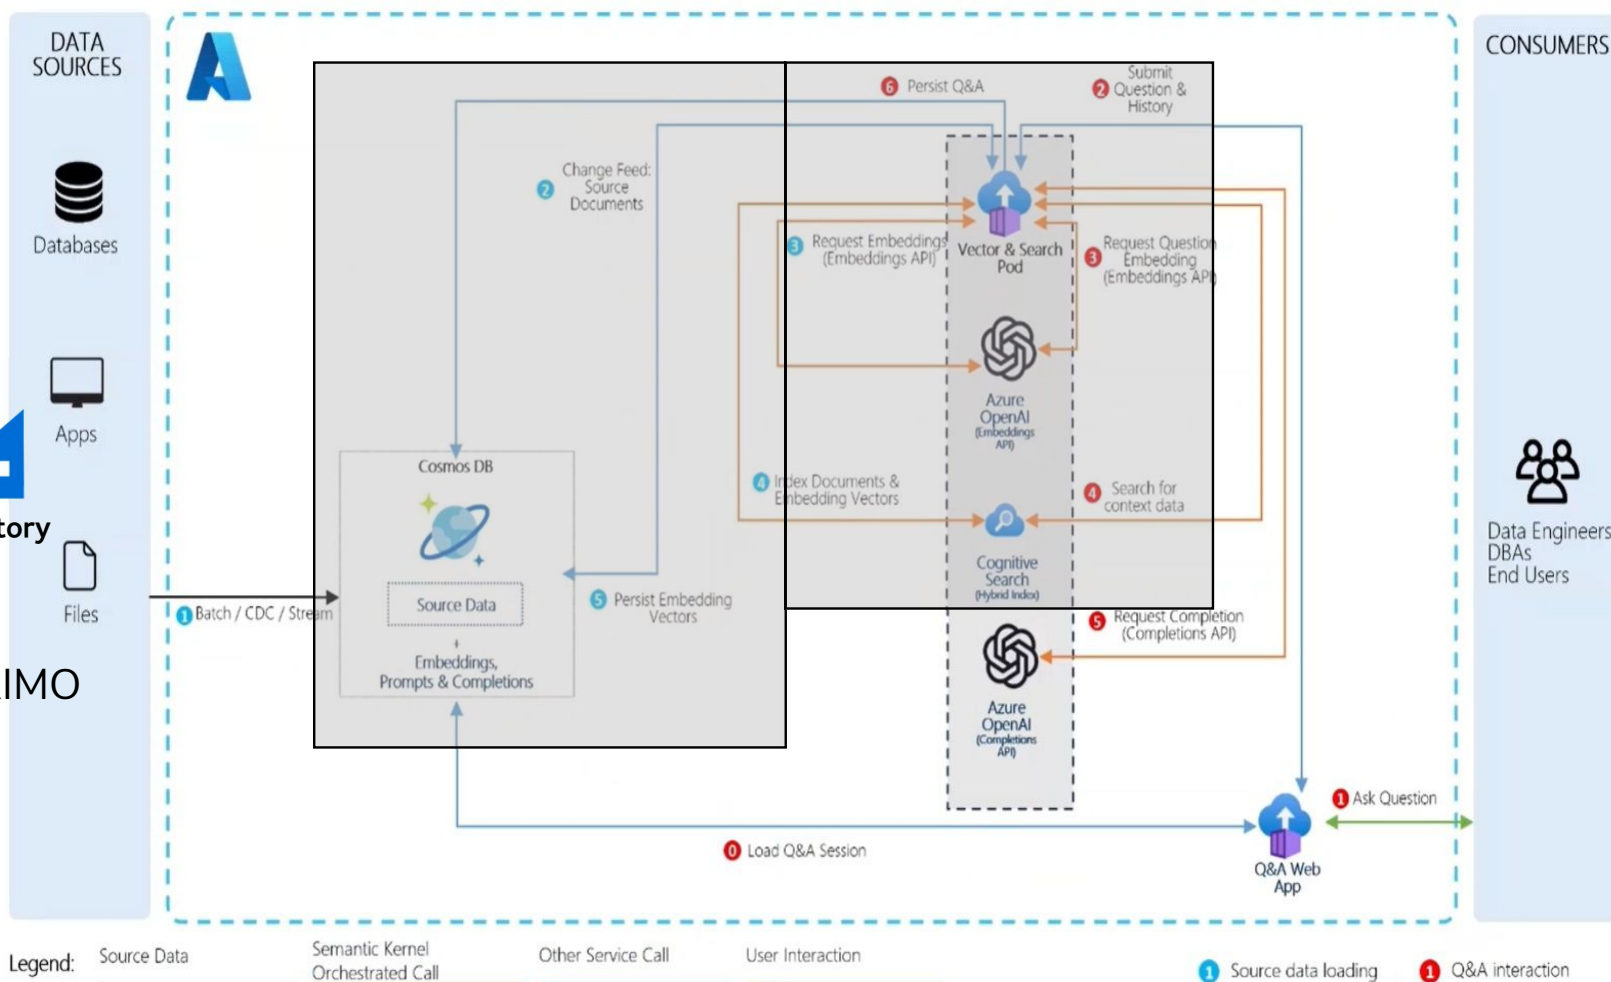 DATA
SOURCES
Databases
Apps
tory
Files
IMO
1 Batch / CDC / Stream
2 Change Feed:
Source
Documents
Cosmos DB
Source Data
+
Embeddings,
Prompts & Completions
5 Persist Embedding
Vectors
6 Persist Q&A
2 Submit
Question &
History
3 Request Embeddings
(Embeddings API)
Vector & Search
Pod
3 Request Question
Embedding
(Embeddings API)
Azure
OpenAI
(Embeddings
API)
4 Index Documents &
Embedding Vectors
4 Search for
context data
Cognitive
Search
(Hybrid Index)
5 Request Completion
(Completions API)
Azure
OpenAI
(Completions
API)
0 Load Q&A Session
1 Ask Question
Q&A Web
App
CONSUMERS
Data Engineers
DBAs
End Users
Legend:
Source Data
Semantic Kernel
Orchestrated Call
Other Service Call
User Interaction
1 Source data loading
1 Q&A interaction